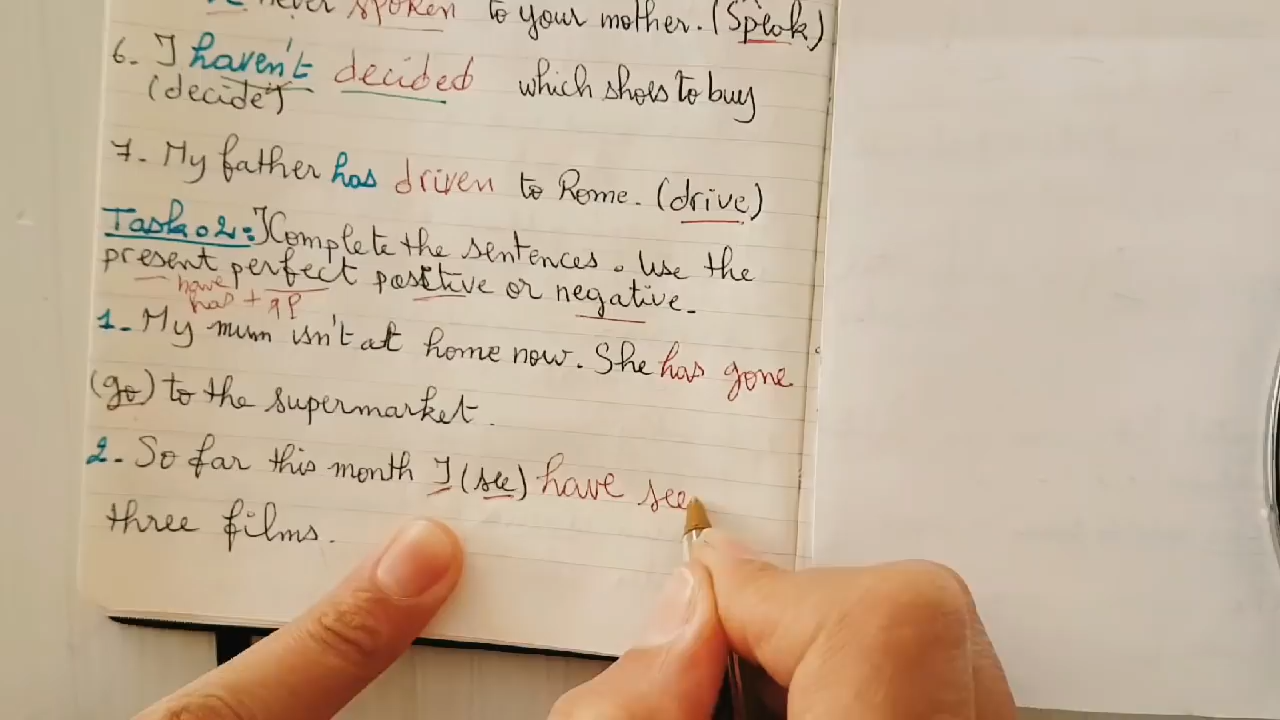 never spoken to your mother. (Speak)
6. I haven't decided which shoes to buy
(decide)
7. My father has driven to Rome. (drive)
Task 02: Complete the sentences. Use the
present perfect positive or negative.
have
has + PP
1. My mum isn't at home now. She has gone
(go) to the supermarket.
2. So far this month I (see) have see
three films.